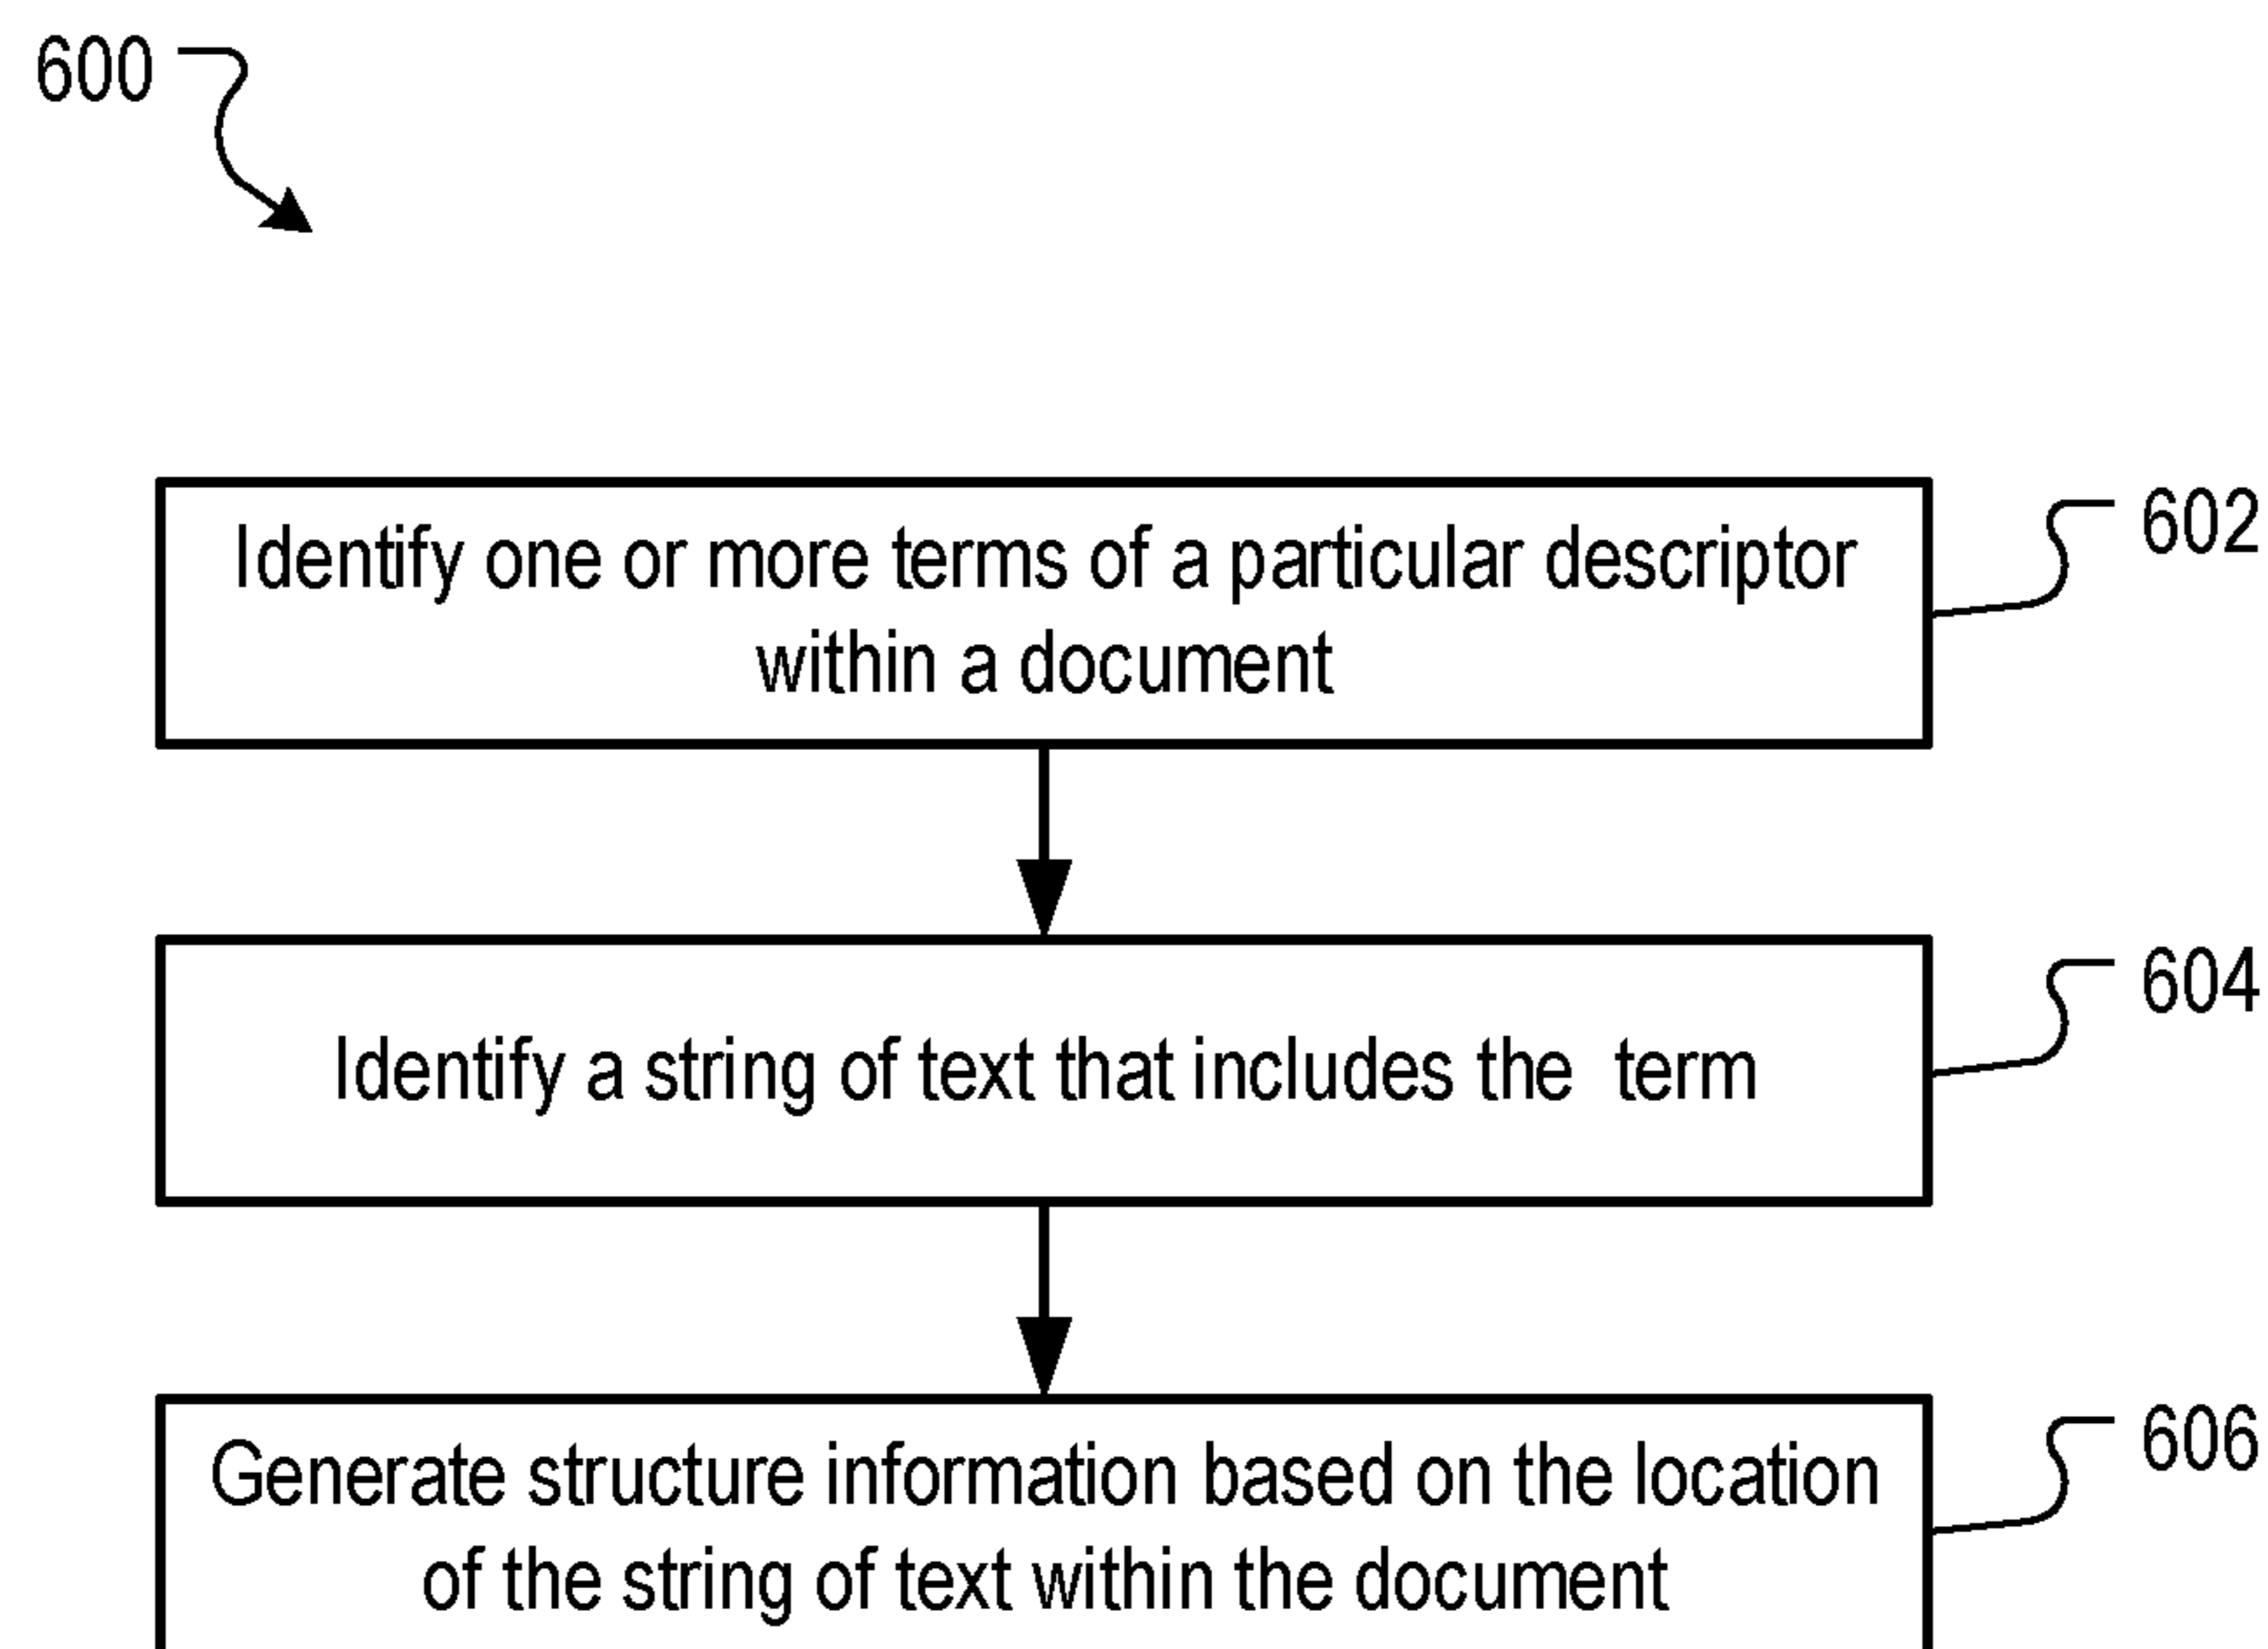 600
Identify one or more terms of a particular descriptor
within a document
602
Identify a string of text that includes the  term
604
Generate structure information based on the location
of the string of text within the document
606